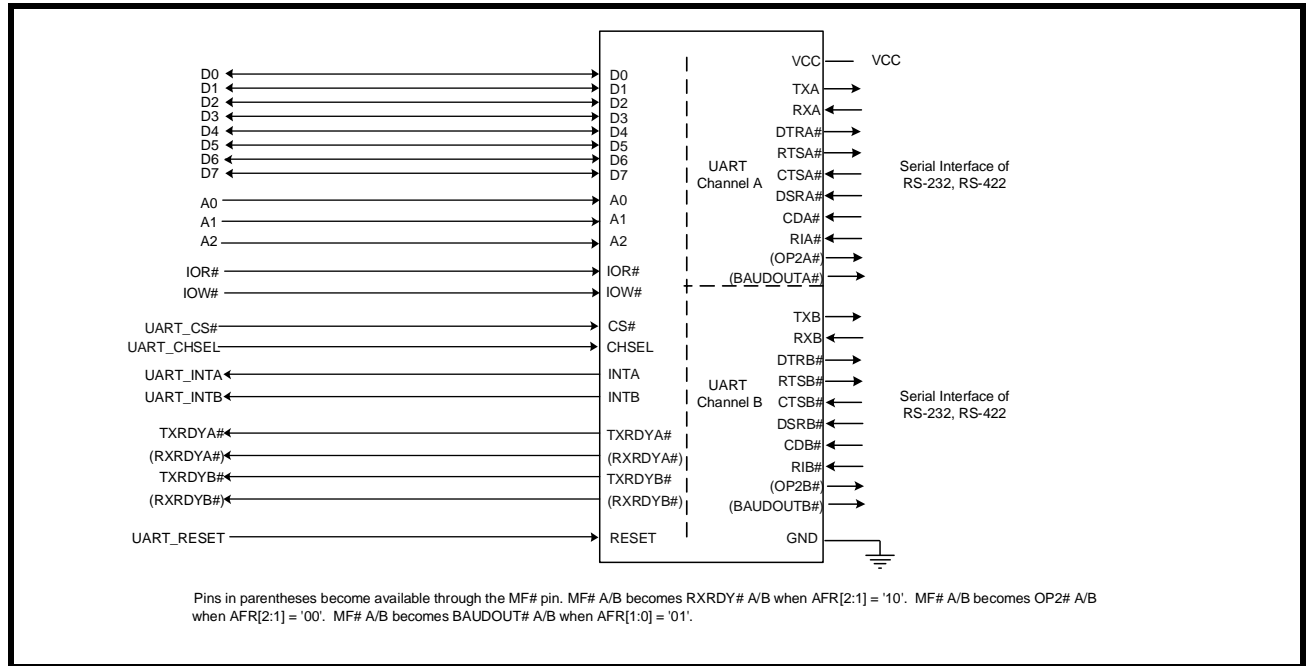 D0
D1
D2
D3
D4
D5
D6
D7
A0
A1
A2
IOR#
IOW#
UART_CS#
UART_CHSEL
UART_INTA
UART_INTB
TXRDYA#
(RXRDYA#)
TXRDYB#
(RXRDYB#)
UART_RESET
D0
D1
D2
D3
D4
D5
D6
D7
A0
A1
A2
IOR#
IOW#
CS#
CHSEL
INTA
INTB
TXRDYA#
(RXRDYA#)
TXRDYB#
(RXRDYB#)
RESET
UART
Channel A
UART
Channel B
VCC
TXA
RXA
DTRA#
RTSA#
CTSA#
DSRA#
CDA#
RIA#
(OP2A#)
(BAUDOUTA#)
TXB
RXB
DTRB#
RTSB#
CTSB#
DSRB#
CDB#
RIB#
(OP2B#)
(BAUDOUTB#)
GND
VCC
Serial Interface of
RS-232, RS-422
Serial Interface of
RS-232, RS-422
Pins in parentheses become available through the MF# pin. MF# A/B becomes RXRDY# A/B when AFR[2:1] = '10'. MF# A/B becomes OP2# A/B
when AFR[2:1] = '00'. MF# A/B becomes BAUDOUT# A/B when AFR[1:0] = '01'.